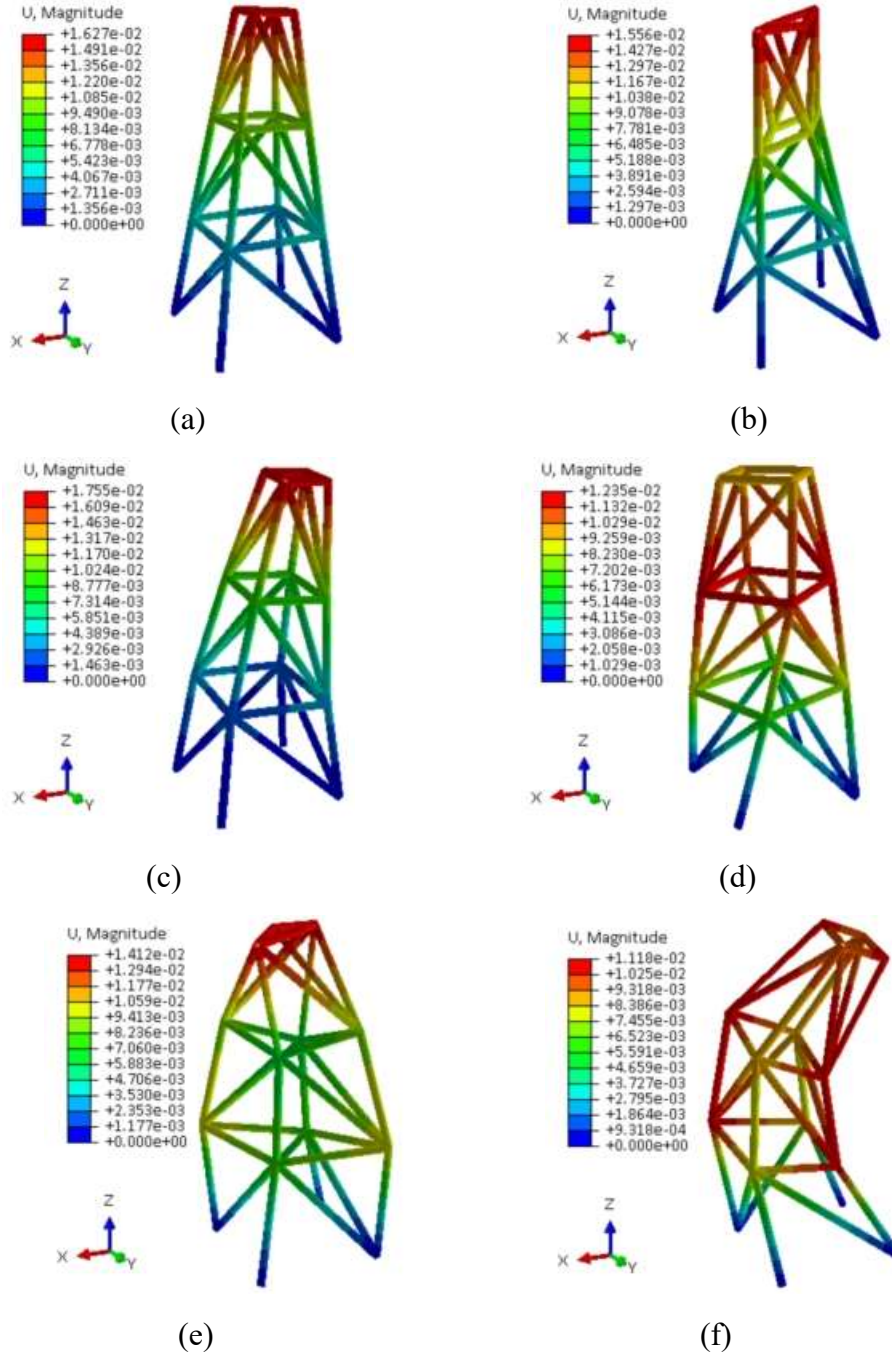 U, Magnitude
+1.627e-02
+1.491e-02
+1.356e-02
+1.220e-02
+1.085e-02
+9.490e-03
+8.134e-03
+6.778e-03
+5.423e-03
+4.067e-03
+2.711e-03
+1.356e-03
+0.000e+00
Z
X
Y
(a)
U, Magnitude
+1.556e-02
+1.427e-02
+1.297e-02
+1.167e-02
+1.038e-02
+9.078e-03
+7.781e-03
+6.485e-03
+5.188e-03
+3.891e-03
+2.594e-03
+1.297e-03
+0.000e+00
Z
X
Y
(b)
U, Magnitude
+1.755e-02
+1.609e-02
+1.463e-02
+1.317e-02
+1.170e-02
+1.024e-02
+8.777e-03
+7.314e-03
+5.851e-03
+4.389e-03
+2.926e-03
+1.463e-03
+0.000e+00
Z
X
Y
(c)
U, Magnitude
+1.235e-02
+1.132e-02
+1.029e-02
+9.259e-03
+8.230e-03
+7.202e-03
+6.173e-03
+5.144e-03
+4.115e-03
+3.086e-03
+2.058e-03
+1.029e-03
+0.000e+00
Z
X
Y
(d)
U, Magnitude
+1.412e-02
+1.294e-02
+1.177e-02
+1.059e-02
+9.413e-03
+8.236e-03
+7.060e-03
+5.883e-03
+4.706e-03
+3.530e-03
+2.353e-03
+1.177e-03
+0.000e+00
Z
X
Y
(e)
U, Magnitude
+1.118e-02
+1.025e-02
+9.318e-03
+8.386e-03
+7.455e-03
+6.523e-03
+5.591e-03
+4.659e-03
+3.727e-03
+2.795e-03
+1.864e-03
+9.318e-04
+0.000e+00
Z
X
Y
(f)